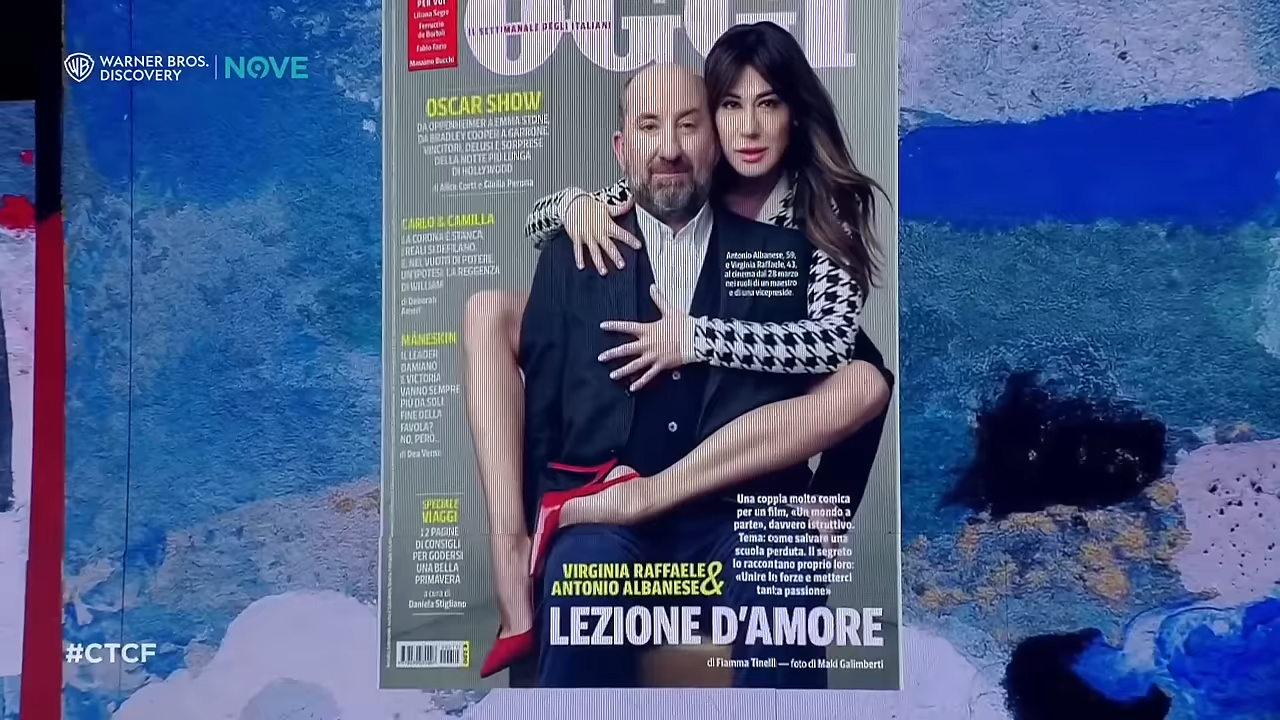 WARNER BROS.
DISCOVERY
NOVE
PER VOI
Liliana Segre
Ferruccio
de Bortoli
Fabio Fazio
Massimo Bucchi
OGGI
IL SETTIMANALE DEGLI ITALIANI
OSCAR SHOW
DA OPPENHEIMER A EMMA STONE,
DA BRADLEY COOPER A GARRONE,
VINCITORI, DELUSI E SORPRESE
DELLA NOTTE PIÙ LUNGA
DI HOLLYWOOD
di Alice Corti e Giulia Perona
CARLO & CAMILLA
LA CORONA È STANCA,
I REALI SI DEFILANO.
E, NEL VUOTO DI POTERE,
UN'IPOTESI: LA REGGENZA
DI WILLIAM
di Deborah
Ameri
MÅNESKIN
IL LEADER
DAMIANO
E VICTORIA
VANNO SEMPRE
PIÙ DA SOLI.
FINE DELLA
FAVOLA?
NO, PERÒ...
di Dea Verna
SPECIALE
VIAGGI
12 PAGINE
DI CONSIGLI
PER GODERSI
UNA BELLA
PRIMAVERA
a cura di
Daniela Stigliano
Antonio Albanese, 59,
e Virginia Raffaele, 43,
al cinema dal 28 marzo
nei ruoli di un maestro
e di una vicepreside.
Una coppia molto comica
per un film, «Un mondo a
parte», davvero istruttivo.
Tema: come salvare una
scuola perduta. Il segreto
lo raccontano proprio loro:
«Unire le forze e metterci
tanta passione»
VIRGINIA RAFFAELE &
ANTONIO ALBANESE
LEZIONE D'AMORE
di Fiamma Tinelli — foto di Maki Galimberti
#CTCF